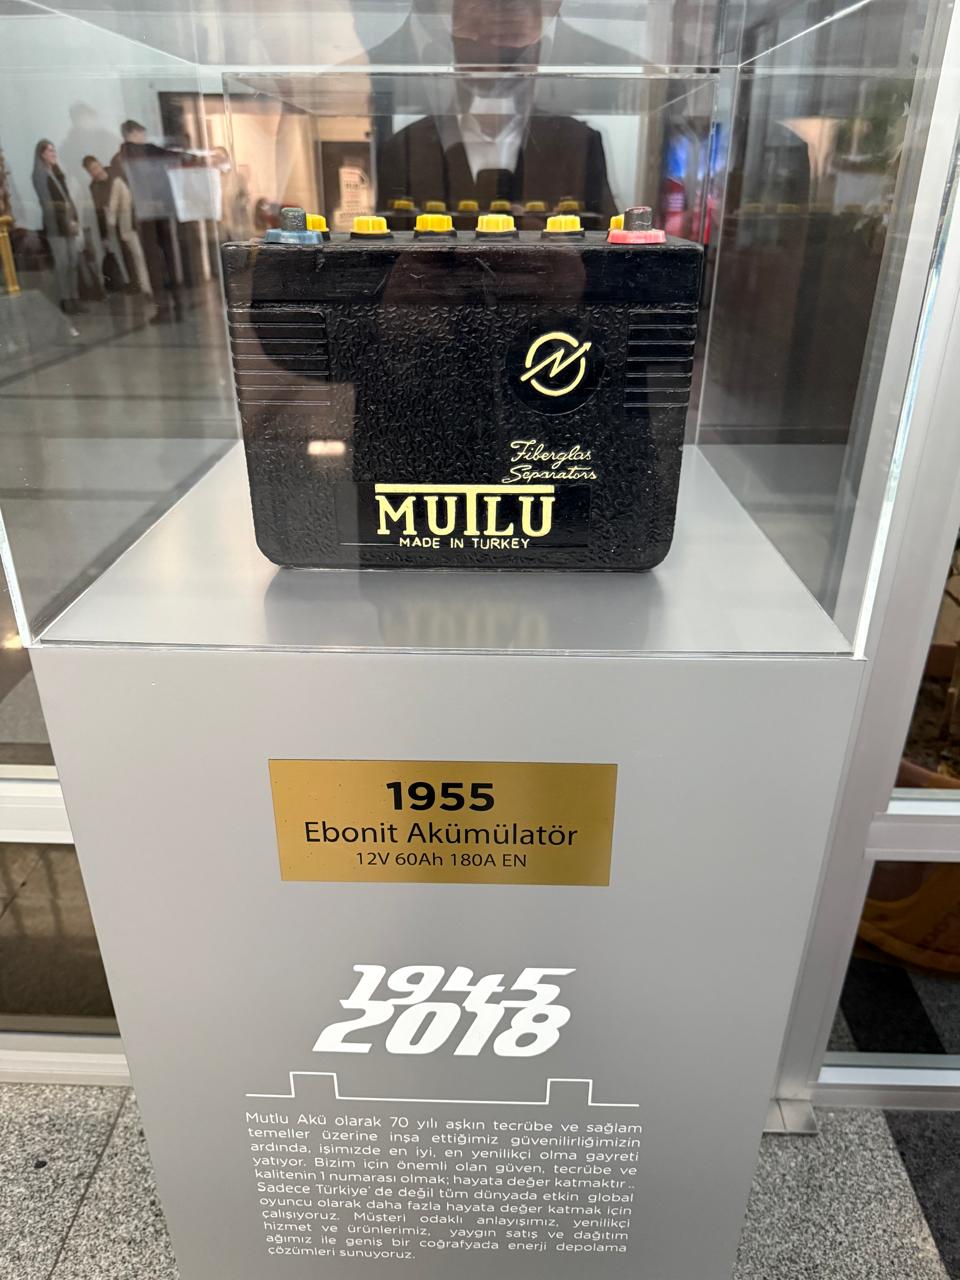 Fiberglas
Separators
MUTLU
MADE IN TURKEY
1955
Ebonit Akümülatör
12V 60Ah 180A EN
1945
2018
Mutlu Akü olarak 70 yılı aşkın tecrübe ve sağlam
temeller üzerine inşa ettiğimiz güvenilirliğimizin
ardında, işimizde en iyi, en yenilikçi olma gayreti
yatıyor. Bizim için önemli olan güven, tecrübe ve
kalitenin 1 numarası olmak; hayata değer katmaktır..
Sadece Türkiye' de değil tüm dünyada etkin global
oyuncu olarak daha fazla hayata değer katmak için
çalışıyoruz. Müşteri odaklı anlayışımız, yenilikçi
hizmet ve ürünlerimiz, yaygın satış ve dağıtım
ağımız ile geniş bir coğrafyada enerji depolama
çözümleri sunuyoruz.